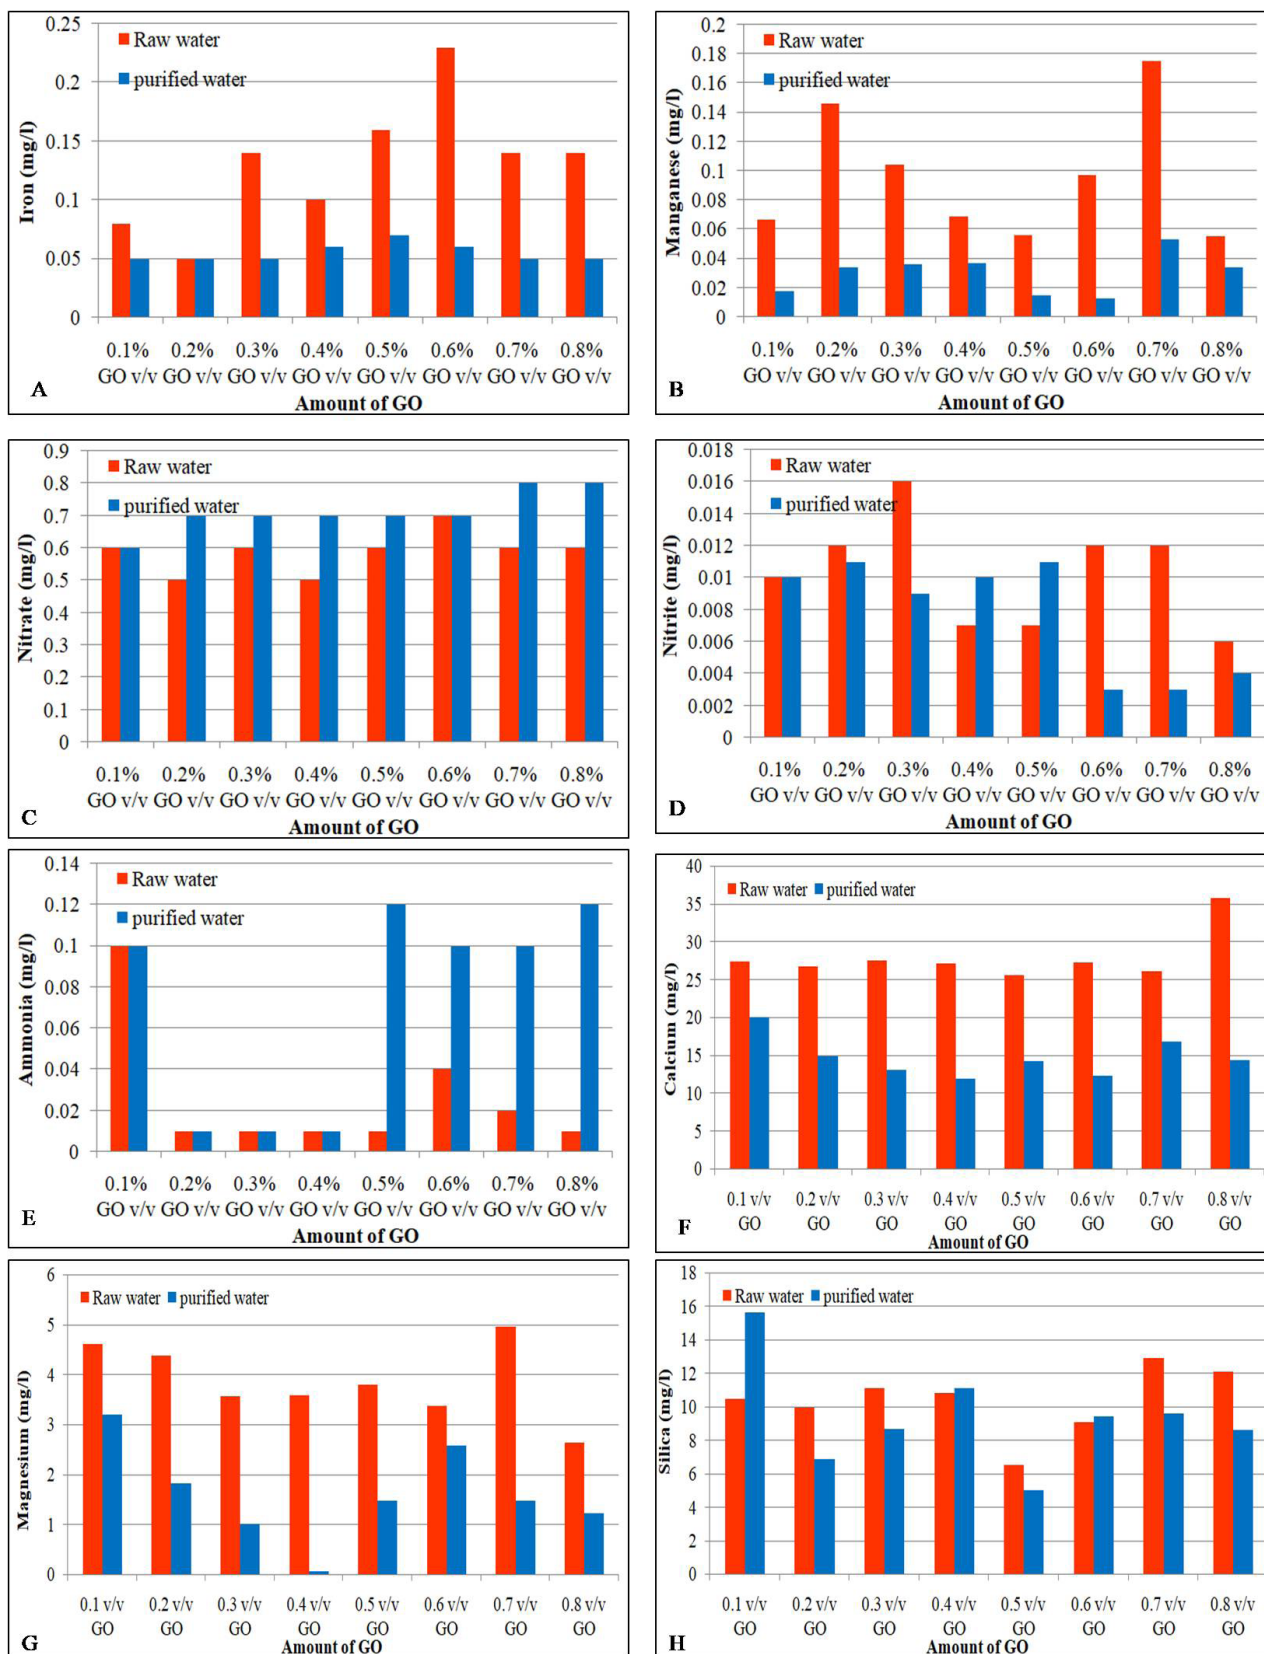 0.25
0.2
0.15
0.1
0.05
0
Iron (mg/l)
Raw water
purified water
0.1% 0.2% 0.3% 0.4% 0.5% 0.6% 0.7% 0.8%
GO v/v GO v/v GO v/v GO v/v GO v/v GO v/v GO v/v GO v/v
Amount of GO
A
0.2
0.18
0.16
0.14
0.12
0.1
0.08
0.06
0.04
0.02
0
Manganese (mg/l)
Raw water
purified water
0.1% 0.2% 0.3% 0.4% 0.5% 0.6% 0.7% 0.8%
GO v/v GO v/v GO v/v GO v/v GO v/v GO v/v GO v/v GO v/v
Amount of GO
B
0.9
0.8
0.7
0.6
0.5
0.4
0.3
0.2
0.1
0
Nitrate (mg/l)
Raw water
purified water
0.1% 0.2% 0.3% 0.4% 0.5% 0.6% 0.7% 0.8%
GO v/v GO v/v GO v/v GO v/v GO v/v GO v/v GO v/v GO v/v
Amount of GO
C
0.018
0.016
0.014
0.012
0.01
0.008
0.006
0.004
0.002
0
Nitrite (mg/l)
Raw water
purified water
0.1% 0.2% 0.3% 0.4% 0.5% 0.6% 0.7% 0.8%
GO v/v GO v/v GO v/v GO v/v GO v/v GO v/v GO v/v GO v/v
Amount of GO
D
0.14
0.12
0.1
0.08
0.06
0.04
0.02
0
Ammonia (mg/l)
Raw water
purified water
0.1% 0.2% 0.3% 0.4% 0.5% 0.6% 0.7% 0.8%
GO v/v GO v/v GO v/v GO v/v GO v/v GO v/v GO v/v GO v/v
Amount of GO
E
40
35
30
25
20
15
10
5
0
Calcium (mg/l)
Raw water purified water
0.1 v/v 0.2 v/v 0.3 v/v 0.4 v/v 0.5 v/v 0.6 v/v 0.7 v/v 0.8 v/v
GO GO GO GO GO GO GO GO
Amount of GO
F
6
5
4
3
2
1
0
Magnesium (mg/l)
Raw water purified water
0.1 v/v 0.2 v/v 0.3 v/v 0.4 v/v 0.5 v/v 0.6 v/v 0.7 v/v 0.8 v/v
GO GO GO GO GO GO GO GO
Amount of GO
G
18
16
14
12
10
8
6
4
2
0
Silica (mg/l)
Raw water purified water
0.1 v/v 0.2 v/v 0.3 v/v 0.4 v/v 0.5 v/v 0.6 v/v 0.7 v/v 0.8 v/v
GO GO GO GO GO GO GO GO
Amount of GO
H